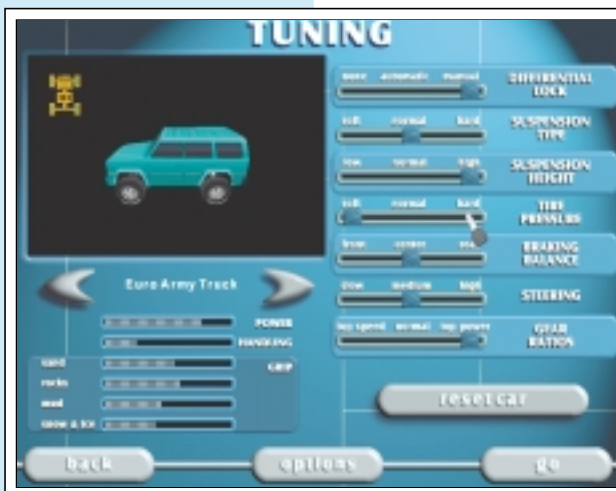 TUNING
none automatic manual
DIFFERENTIAL
LOCK
soft normal hard
SUSPENSION
TYPE
low normal high
SUSPENSION
HEIGHT
soft normal hard
TIRE
PRESSURE
front center
BRAKING
BALANCE
slow medium high
STEERING
top speed normal top power
GEAR
RATIOS
Euro Army Truck
POWER
HANDLING
GRIP
sand
rocks
mud
snow & ice
reset car
back options go